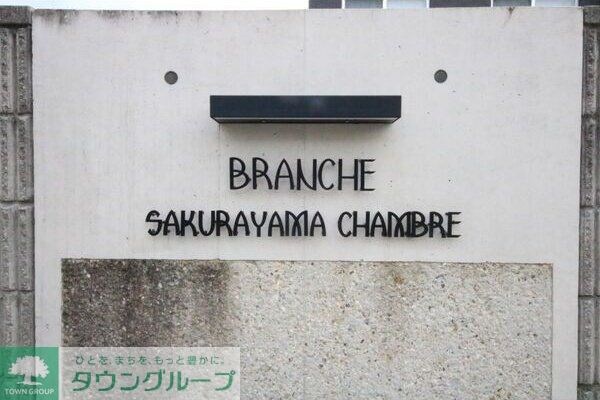 BRANCHE
SAKURAYAMA CHAMBRE
ひとを、まちを、もっと豊かに。
TOWN GROUP
タウングループ